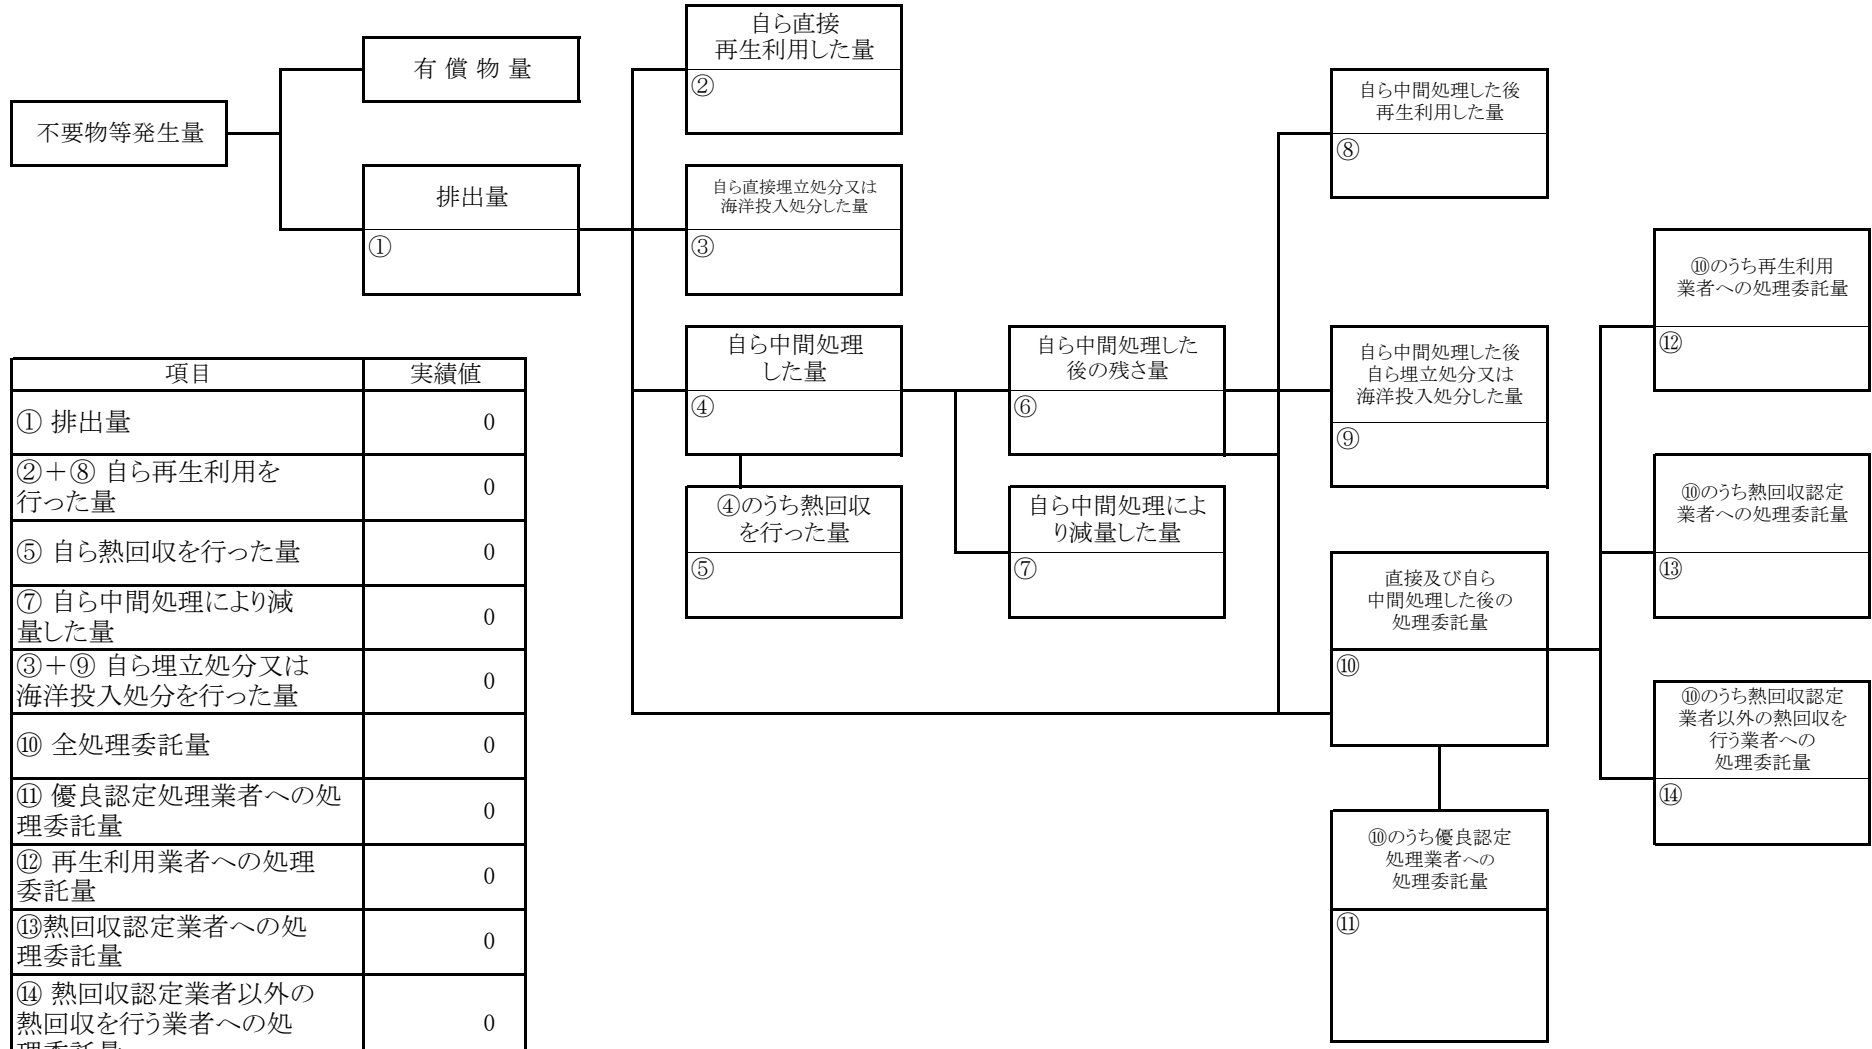 不要物等発生量
有 償 物 量
排出量
①
自ら直接
再生利用した量
②
自ら直接埋立処分又は
海洋投入処分した量
③
自ら中間処理
した量
④
④のうち熱回収
を行った量
⑤
自ら中間処理した
後の残さ量
⑥
自ら中間処理によ
り減量した量
⑦
自ら中間処理した後
再生利用した量
⑧
自ら中間処理した後
自ら埋立処分又は
海洋投入処分した量
⑨
直接及び自ら
中間処理した後の
処理委託量
⑩
⑩のうち優良認定
処理業者への
処理委託量
⑪
⑩のうち再生利用
業者への処理委託量
⑫
⑩のうち熱回収認定
業者への処理委託量
⑬
⑩のうち熱回収認定
業者以外の熱回収を
行う業者への
処理委託量
⑭
項目 実績値
① 排出量 0
②＋⑧ 自ら再生利用を
行った量 0
⑤ 自ら熱回収を行った量 0
⑦ 自ら中間処理により減
量した量 0
③＋⑨ 自ら埋立処分又は
海洋投入処分を行った量 0
⑩ 全処理委託量 0
⑪ 優良認定処理業者への処
理委託量 0
⑫ 再生利用業者への処理
委託量 0
⑬熱回収認定業者への処
理委託量 0
⑭ 熱回収認定業者以外の
熱回収を行う業者への処 0
理委託量